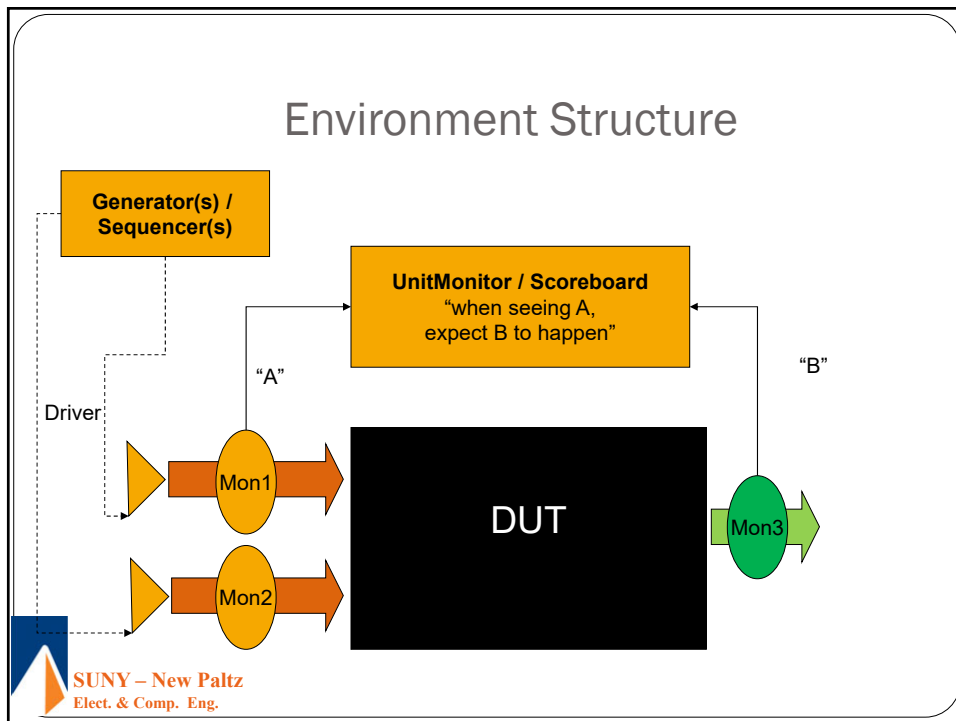 Environment Structure
Generator(s) /
Sequencer(s)
UnitMonitor / Scoreboard
“when seeing A,
expect B to happen”
“A”
“B”
Driver
Mon1
DUT
Mon3
Mon2
SUNY – New Paltz
Elect. & Comp. Eng.